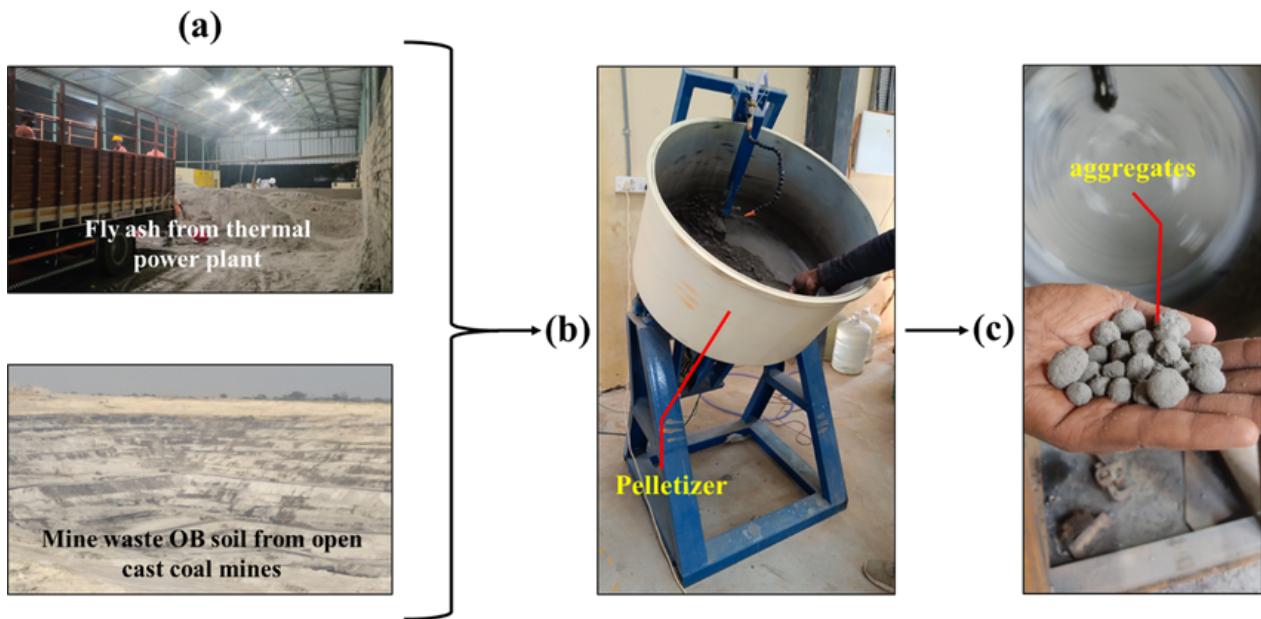 (a)
Fly ash from thermal
power plant
Mine waste OB soil from open
cast coal mines
(b)
Pelletizer
(c)
aggregates